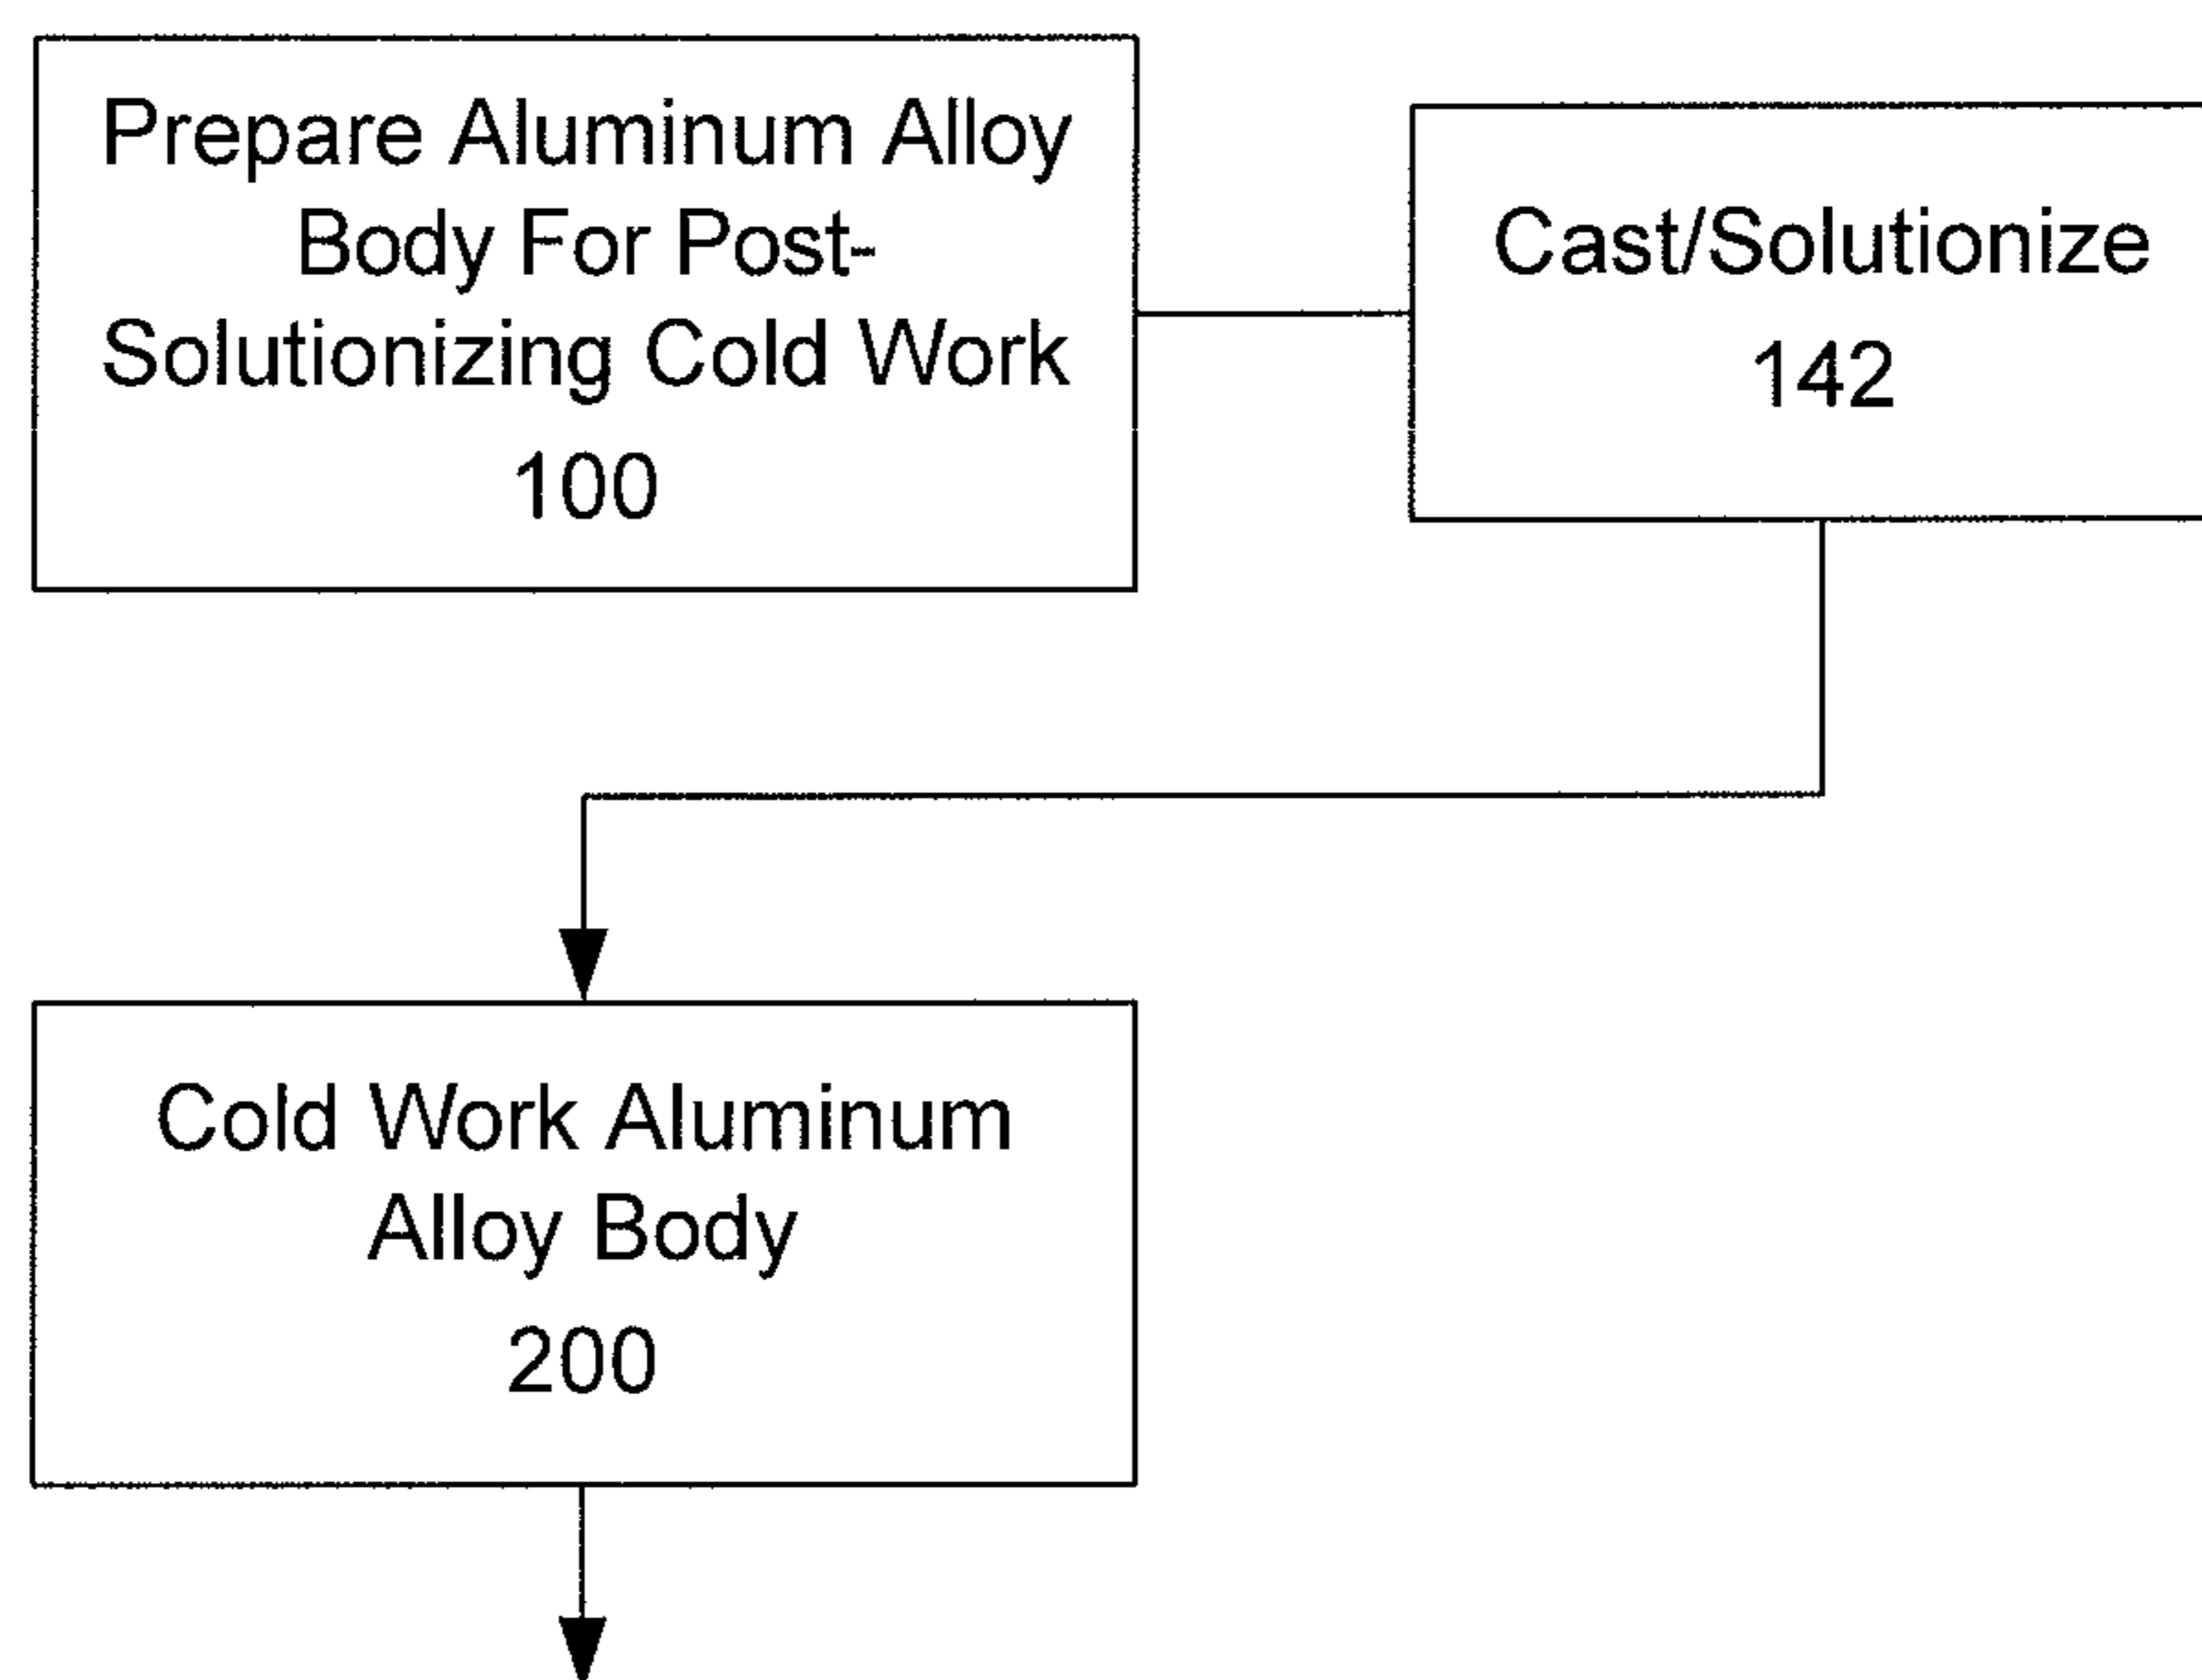 Prepare Aluminum Alloy
Body For Post-
Solutionizing Cold Work
100
Cast/Solutionize
142
Cold Work Aluminum
Alloy Body
200